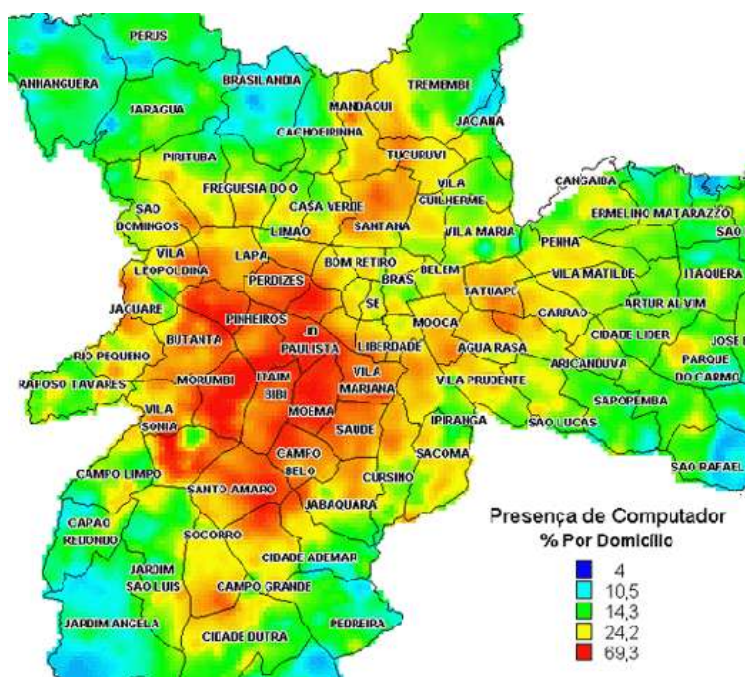 PERUS
ANHANGUERA
BRASILANDIA
TREMEMBE
JARAGUA
MANDAQUI
JACANA
CACHOEIRINHA
PIRITUBA
TUCURUVI
FREGUESIA DO O
VILA
GUILHERME
CANGAIBA
CASA VERDE
SAO
DOMINGOS
SANTANA
ERMELINO MATARAZZO
LIMAO
VILA MARIA
SAO
PENHA
VILA
LEOPOLDINA
LAPA
BOM RETIRO
BELEM
VILA MATILDE
ITAQUERA
PERDIZES
BRAS
TATUAPE
JAGUARE
SE
ARTUR ALVIM
PINHEIROS
MOOCA
CARRAO
JD
PAULISTA
BUTANTA
LIBERDADE
AGUA RASA
CIDADE LIDER
RIO PEQUENO
ARICANDUVA
PARQUE
DO CARMO
RAPOSO TAVARES
MORUMBI
ITAIM
BIBI
VILA
MARIANA
VILA PRUDENTE
SAPOPEMBA
VILA
SONIA
MOEMA
SAUDE
IPIRANGA
SAO LUCAS
CAMPO
BELO
SACOMA
SAO RAFAEL
CAMPO LIMPO
CURSINO
SANTO AMARO
JABAQUARA
CAPAO
REDONDO
SOCORRO
CIDADE ADEMAR
JARDIM
SAO LUIS
CAMPO GRANDE
JARDIM ANGELA
CIDADE DUTRA
PEDREIRA
Presença de Computador
% Por Domicílio
4
10,5
14,3
24,2
69,3